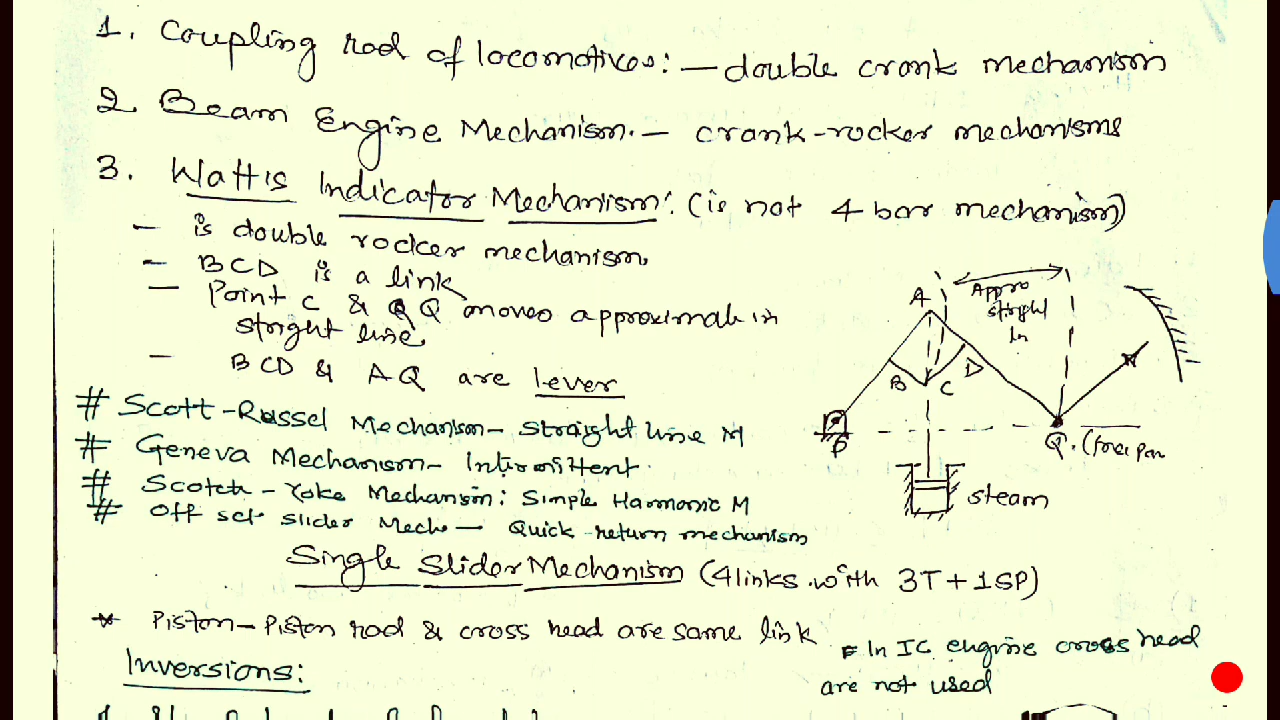 1. Coupling rod of locomotives: — double crank mechanism
2. Beam Engine Mechanism. — crank-rocker mechanisms
3. Watt's Indicator Mechanism: (is not 4 bar mechanism)
– is double rocker mechanism
– BCD is a link
– Point C & Q moves approximate in
straight line
– BCD & AQ are lever
A
Appro
straight
ln
B
C
D
P
Q. (force pen
steam
# Scott-Russel Mechanism – straight line M
# Geneva Mechanism – Intermittent.
# Scotch-Yoke Mechanism: Simple Harmonic M
# Off set slider Mech — Quick-return mechanism
Single Slider Mechanism (4 links with 3T + 1SP)
* Piston – Piston rod & cross head are same link
In IC engine cross head
are not used
Inversions: